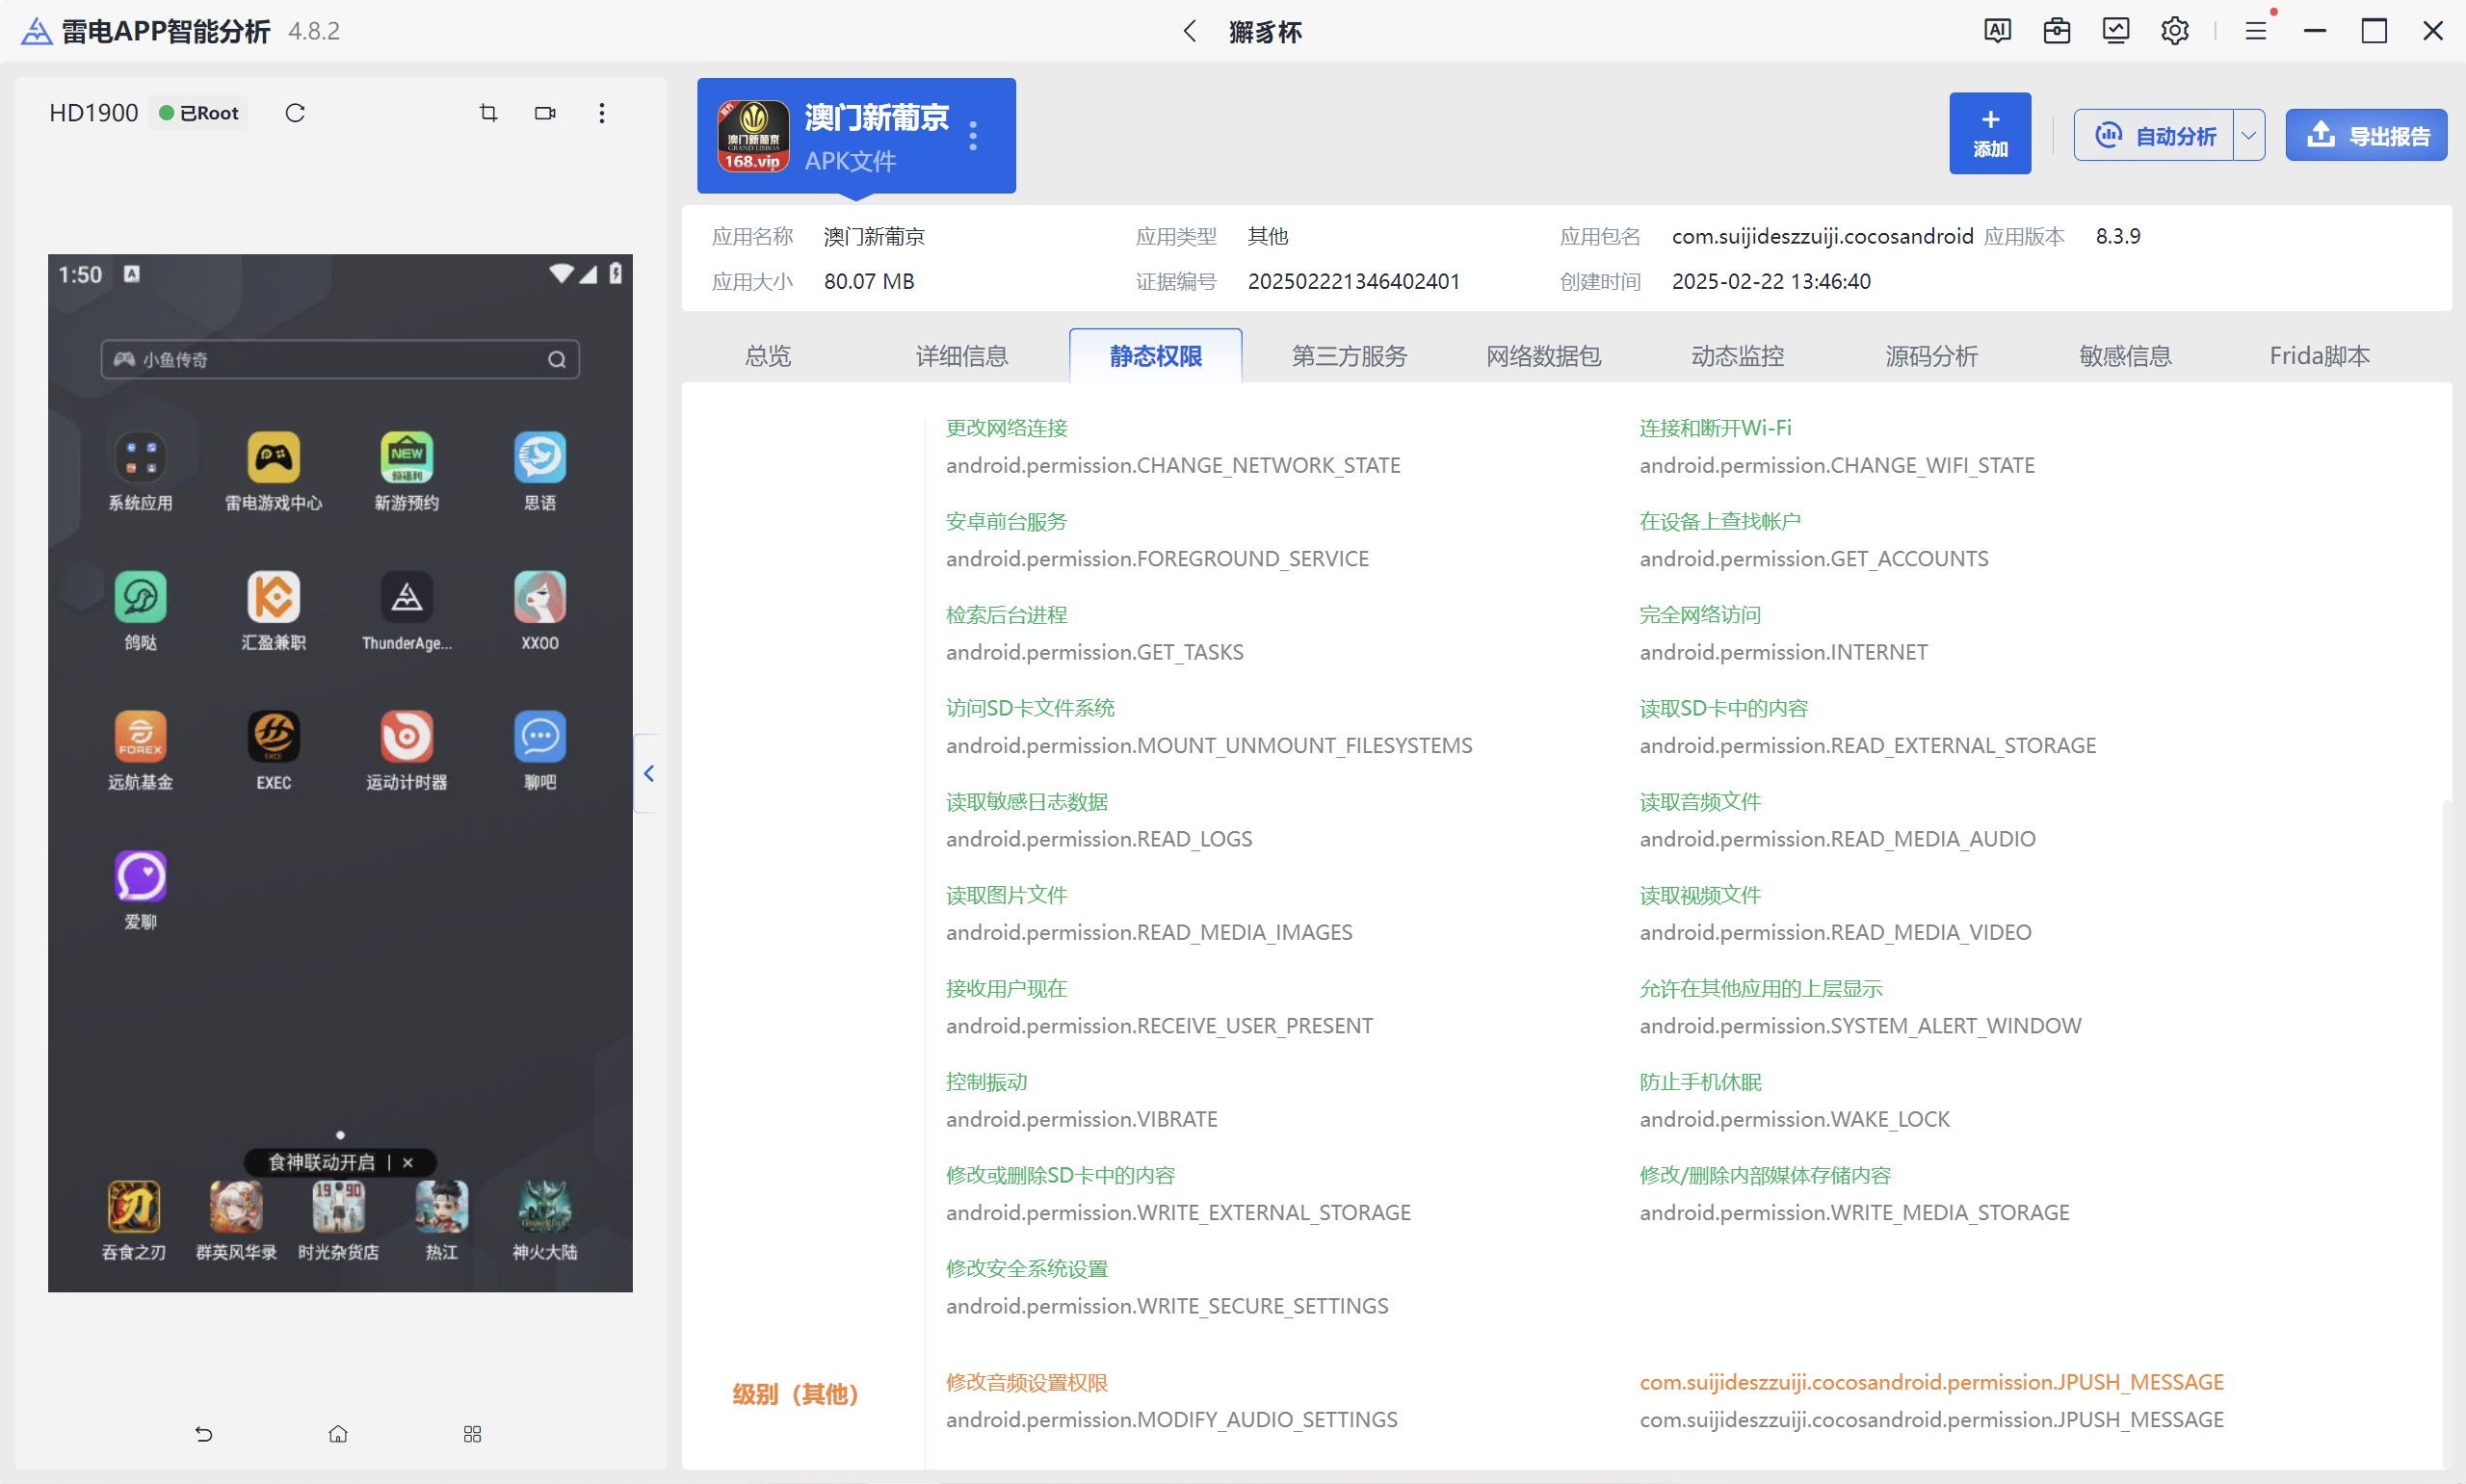 雷电APP智能分析 4.8.2
獬豸杯
AI
HD1900 已Root
1:50 A
小鱼传奇
系统应用 雷电游戏中心 新游预约 思语
NEW
领福利
鸽哒 汇盈兼职 ThunderAge... XXOO
FOREX
EXCE
远航基金 EXEC 运动计时器 聊吧
爱聊
食神联动开启 | ×
刃 1990
吞食之刃 群英风华录 时光杂货店 热江 神火大陆
官方
澳门新葡京
GRAND LISBOA
168.vip
澳门新葡京
APK文件
+
添加
自动分析
导出报告
应用名称 澳门新葡京 应用类型 其他 应用包名 com.suijideszzuiji.cocosandroid 应用版本 8.3.9
应用大小 80.07 MB 证据编号 202502221346402401 创建时间 2025-02-22 13:46:40
总览 详细信息 静态权限 第三方服务 网络数据包 动态监控 源码分析 敏感信息 Frida脚本
更改网络连接 连接和断开Wi-Fi
android.permission.CHANGE_NETWORK_STATE android.permission.CHANGE_WIFI_STATE
安卓前台服务 在设备上查找帐户
android.permission.FOREGROUND_SERVICE android.permission.GET_ACCOUNTS
检索后台进程 完全网络访问
android.permission.GET_TASKS android.permission.INTERNET
访问SD卡文件系统 读取SD卡中的内容
android.permission.MOUNT_UNMOUNT_FILESYSTEMS android.permission.READ_EXTERNAL_STORAGE
读取敏感日志数据 读取音频文件
android.permission.READ_LOGS android.permission.READ_MEDIA_AUDIO
读取图片文件 读取视频文件
android.permission.READ_MEDIA_IMAGES android.permission.READ_MEDIA_VIDEO
接收用户现在 允许在其他应用的上层显示
android.permission.RECEIVE_USER_PRESENT android.permission.SYSTEM_ALERT_WINDOW
控制振动 防止手机休眠
android.permission.VIBRATE android.permission.WAKE_LOCK
修改或删除SD卡中的内容 修改/删除内部媒体存储内容
android.permission.WRITE_EXTERNAL_STORAGE android.permission.WRITE_MEDIA_STORAGE
修改安全系统设置
android.permission.WRITE_SECURE_SETTINGS
级别（其他）
修改音频设置权限 com.suijideszzuiji.cocosandroid.permission.JPUSH_MESSAGE
android.permission.MODIFY_AUDIO_SETTINGS com.suijideszzuiji.cocosandroid.permission.JPUSH_MESSAGE